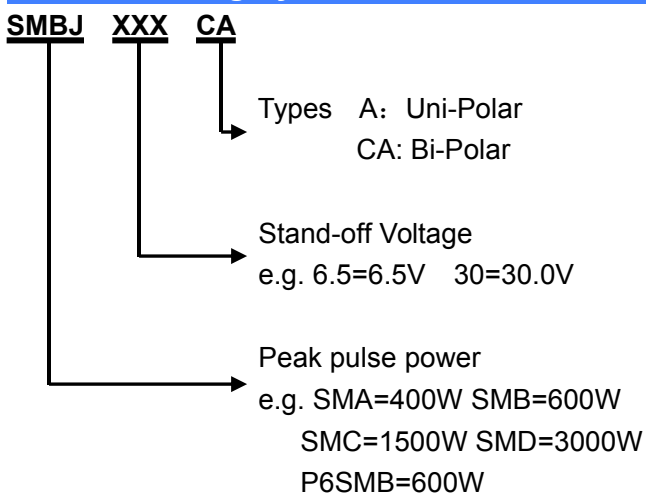 SMBJ XXX CA
Types A：Uni-Polar
CA: Bi-Polar
Stand-off Voltage
e.g. 6.5=6.5V 30=30.0V
Peak pulse power
e.g. SMA=400W SMB=600W
SMC=1500W SMD=3000W
P6SMB=600W